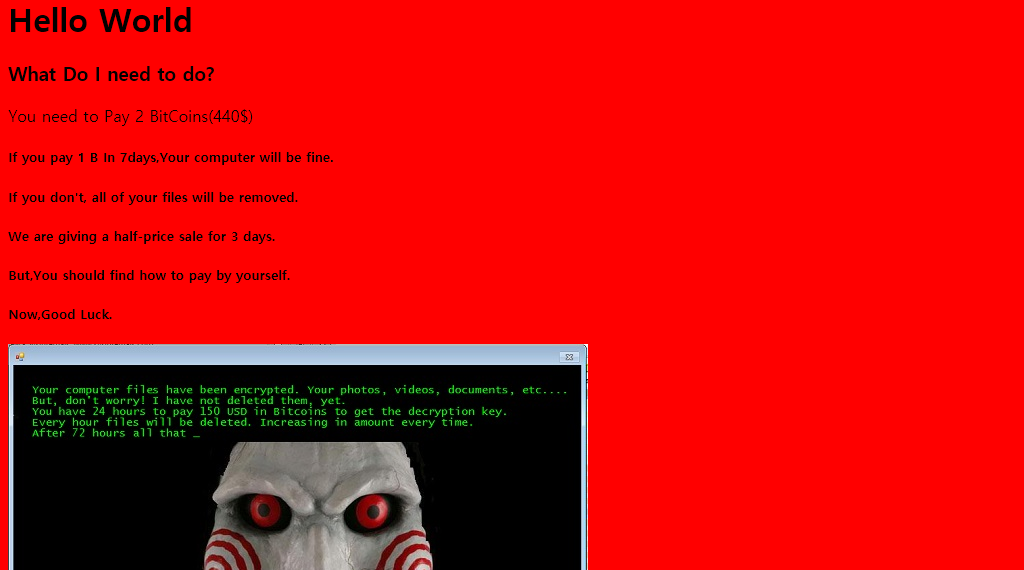 Hello World
What Do I need to do?
You need to Pay 2 BitCoins(440$)
If you pay 1 B In 7days,Your computer will be fine.
If you don't, all of your files will be removed.
We are giving a half-price sale for 3 days.
But,You should find how to pay by yourself.
Now,Good Luck.
Your computer files have been encrypted. Your photos, videos, documents, etc....
But, don't worry! I have not deleted them, yet.
You have 24 hours to pay 150 USD in Bitcoins to get the decryption key.
Every hour files will be deleted. Increasing in amount every time.
After 72 hours all that _